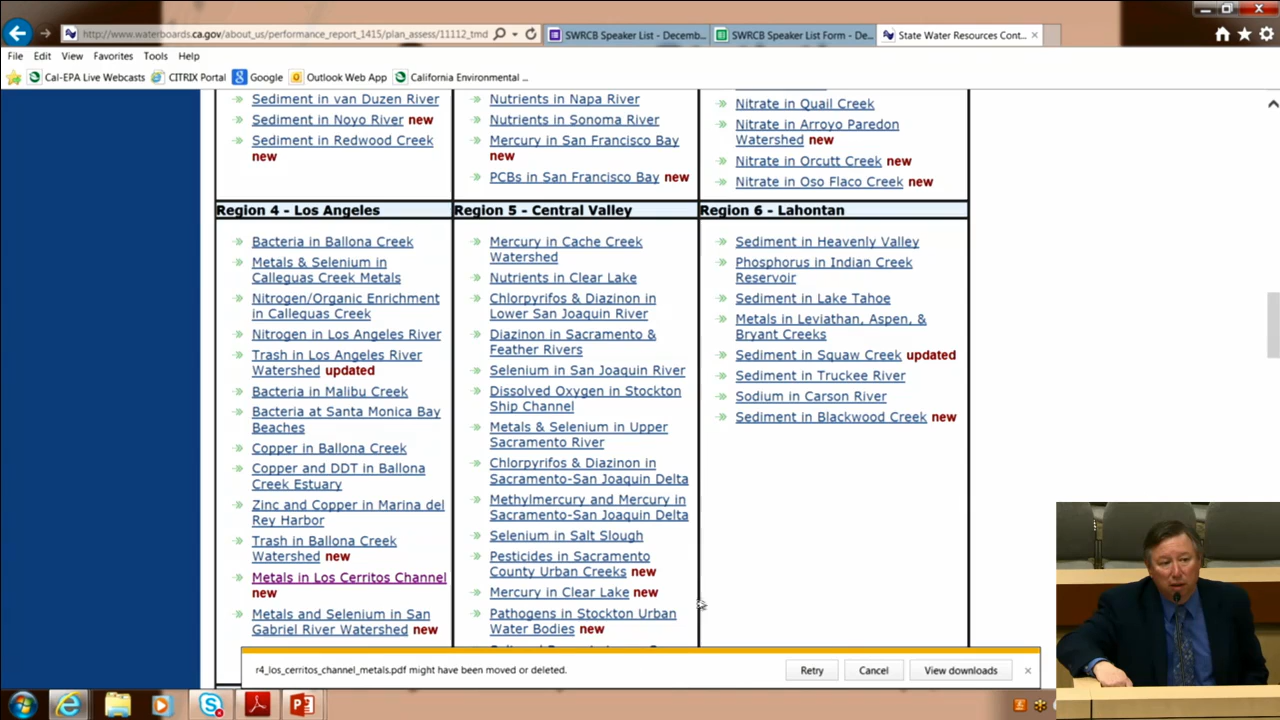 http://www.waterboards.ca.gov/about_us/performance_report_1415/plan_assess/11112_tmd
SWRCB Speaker List - Decemb...
SWRCB Speaker List Form - De...
State Water Resources Cont...
File Edit View Favorites Tools Help
Cal-EPA Live Webcasts CITRIX Portal Google Outlook Web App California Environmental ...
Sediment in van Duzen River
Sediment in Noyo River new
Sediment in Redwood Creek
new
Nutrients in Napa River
Nutrients in Sonoma River
Mercury in San Francisco Bay
new
PCBs in San Francisco Bay new
Nitrate in Quail Creek
Nitrate in Arroyo Paredon
Watershed new
Nitrate in Orcutt Creek new
Nitrate in Oso Flaco Creek new
Region 4 - Los Angeles
Bacteria in Ballona Creek
Metals & Selenium in
Calleguas Creek Metals
Nitrogen/Organic Enrichment
in Calleguas Creek
Nitrogen in Los Angeles River
Trash in Los Angeles River
Watershed updated
Bacteria in Malibu Creek
Bacteria at Santa Monica Bay
Beaches
Copper in Ballona Creek
Copper and DDT in Ballona
Creek Estuary
Zinc and Copper in Marina del
Rey Harbor
Trash in Ballona Creek
Watershed new
Metals in Los Cerritos Channel
new
Metals and Selenium in San
Gabriel River Watershed new
Region 5 - Central Valley
Mercury in Cache Creek
Watershed
Nutrients in Clear Lake
Chlorpyrifos & Diazinon in
Lower San Joaquin River
Diazinon in Sacramento &
Feather Rivers
Selenium in San Joaquin River
Dissolved Oxygen in Stockton
Ship Channel
Metals & Selenium in Upper
Sacramento River
Chlorpyrifos & Diazinon in
Sacramento-San Joaquin Delta
Methylmercury and Mercury in
Sacramento-San Joaquin Delta
Selenium in Salt Slough
Pesticides in Sacramento
County Urban Creeks new
Mercury in Clear Lake new
Pathogens in Stockton Urban
Water Bodies new
Region 6 - Lahontan
Sediment in Heavenly Valley
Phosphorus in Indian Creek
Reservoir
Sediment in Lake Tahoe
Metals in Leviathan, Aspen, &
Bryant Creeks
Sediment in Squaw Creek updated
Sediment in Truckee River
Sodium in Carson River
Sediment in Blackwood Creek new
r4_los_cerritos_channel_metals.pdf might have been moved or deleted.
Retry Cancel View downloads